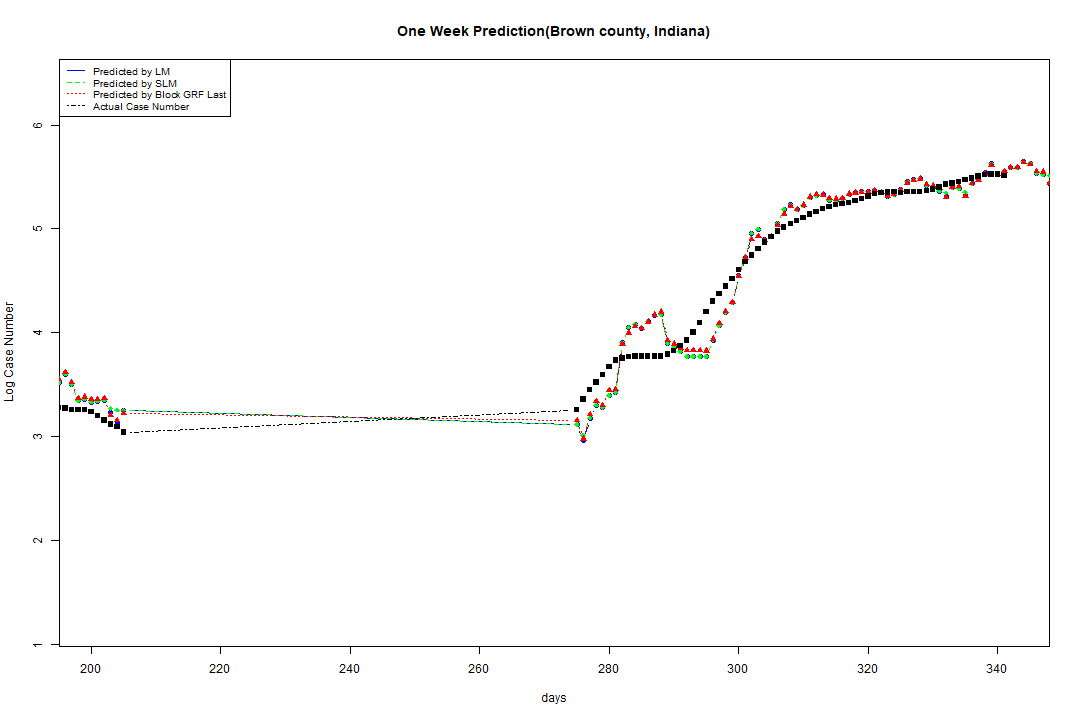 One Week Prediction(Brown county, Indiana)
Predicted by LM
Predicted by SLM
Predicted by Block GRF Last
Actual Case Number
6
5
4
3
2
1
Log Case Number
200 220 240 260 280 300 320 340
days